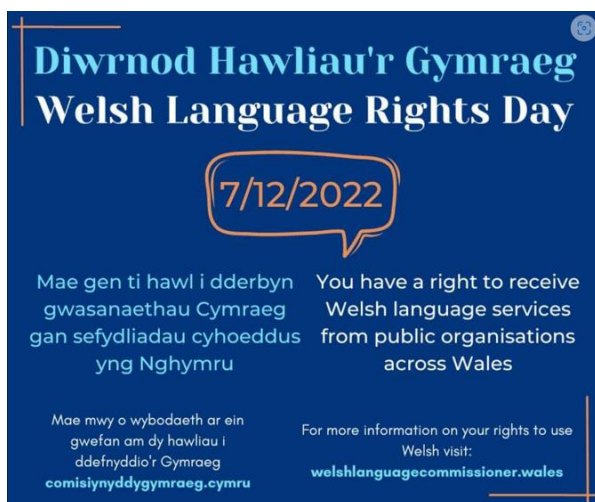 Diwrnod Hawliau'r Gymraeg
Welsh Language Rights Day
7/12/2022
Mae gen ti hawl i dderbyn
gwasanaethau Cymraeg
gan sefydliadau cyhoeddus
yng Nghymru
You have a right to receive
Welsh language services
from public organisations
across Wales
Mae mwy o wybodaeth ar ein
gwefan am dy hawliau i
ddefnyddio'r Gymraeg
comisiynyddygymraeg.cymru
For more information on your rights to use
Welsh visit:
welshlanguagecommissioner.wales